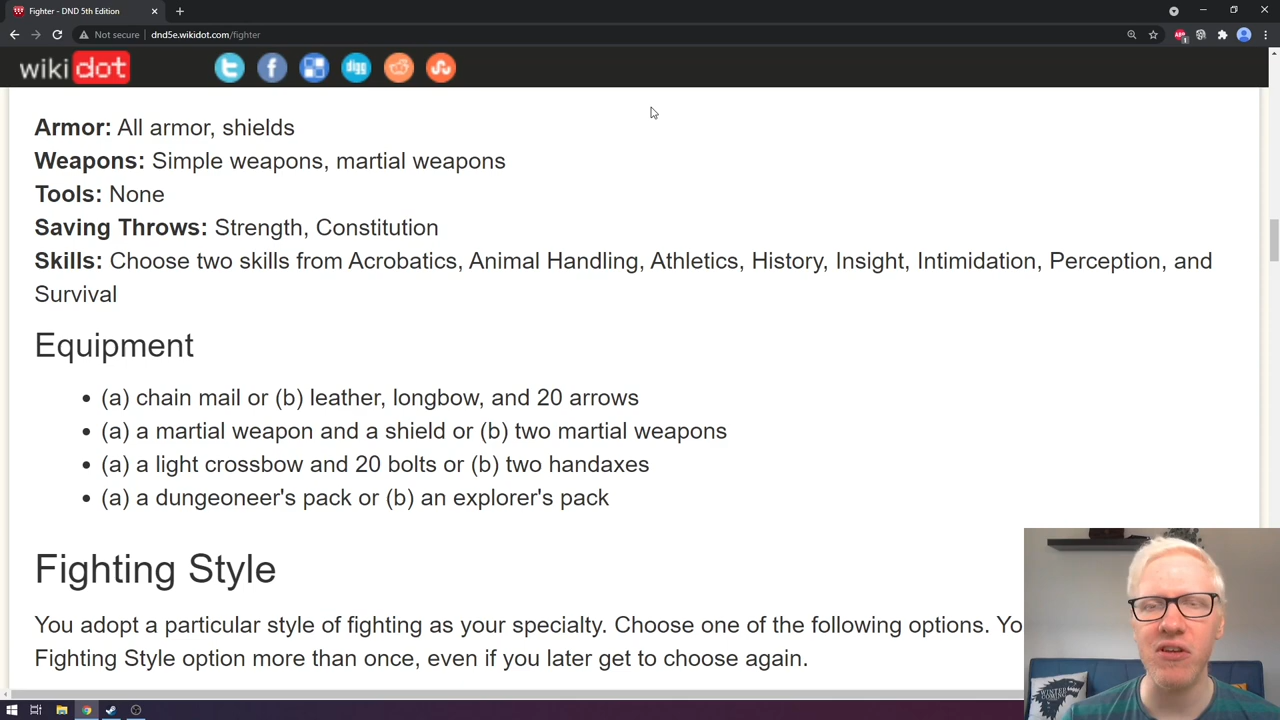 Fighter - DND 5th Edition
Not secure | dnd5e.wikidot.com/fighter
wikidot
digg
Armor: All armor, shields
Weapons: Simple weapons, martial weapons
Tools: None
Saving Throws: Strength, Constitution
Skills: Choose two skills from Acrobatics, Animal Handling, Athletics, History, Insight, Intimidation, Perception, and
Survival
Equipment
• (a) chain mail or (b) leather, longbow, and 20 arrows
• (a) a martial weapon and a shield or (b) two martial weapons
• (a) a light crossbow and 20 bolts or (b) two handaxes
• (a) a dungeoneer's pack or (b) an explorer's pack
Fighting Style
You adopt a particular style of fighting as your specialty. Choose one of the following options. Yo
Fighting Style option more than once, even if you later get to choose again.